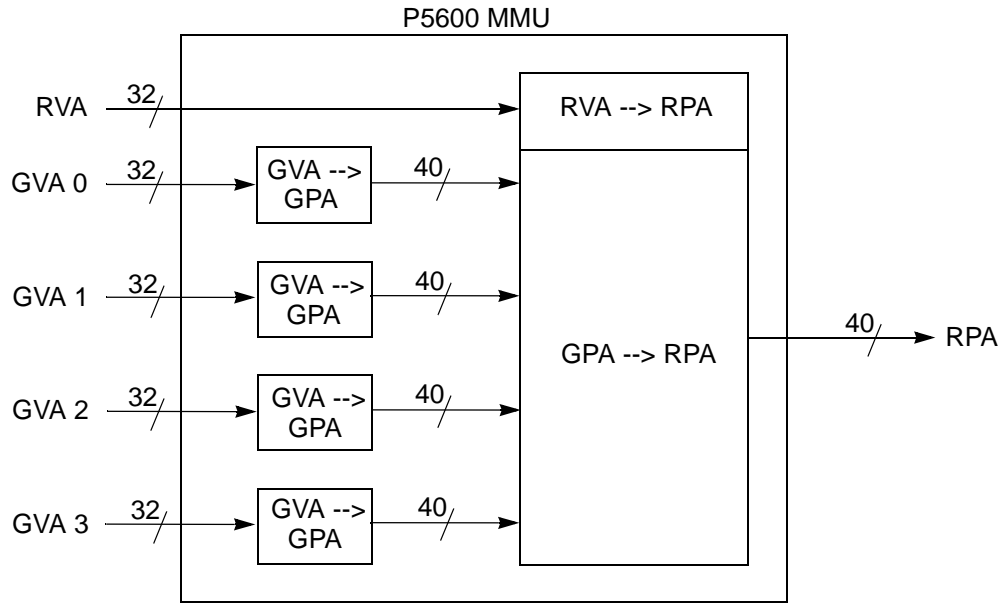 P5600 MMU
RVA 32 RVA --> RPA
GVA 0 32 GVA --> 40
GPA
GVA 1 32 GVA --> 40
GPA
40 RPA
GPA --> RPA
GVA 2 32 GVA --> 40
GPA
GVA 3 32 GVA --> 40
GPA